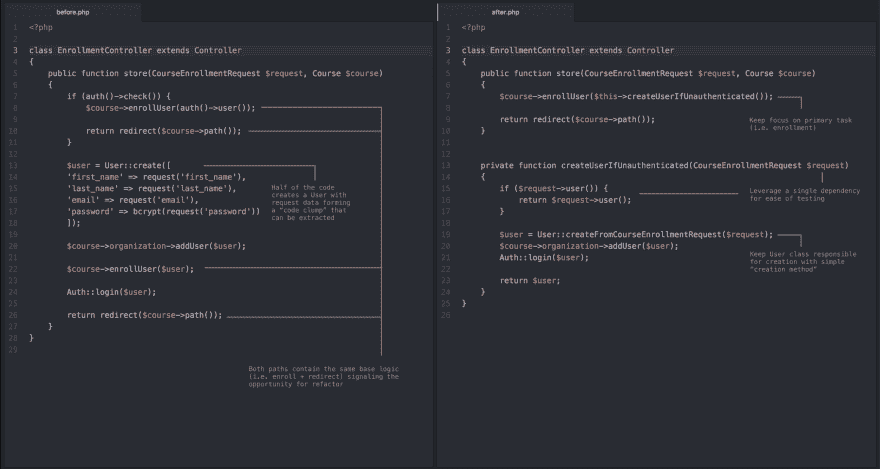 before.php
1 <?php
2
3 class EnrollmentController extends Controller
4 {
5 public function store(CourseEnrollmentRequest $request, Course $course)
6 {
7 if (auth()->check()) {
8 $course->enrollUser(auth()->user());
9
10 return redirect($course->path());
11 }
12
13 $user = User::create([
14 'first_name' => request('first_name'),
15 'last_name' => request('last_name'),
16 'email' => request('email'),
17 'password' => bcrypt(request('password'))
18 ]);
19
20 $course->organization->addUser($user);
21
22 $course->enrollUser($user);
23
24 Auth::login($user);
25
26 return redirect($course->path());
27 }
28 }
29
Half of the code
creates a User with
request data forming
a "code clump" that
can be extracted
Both paths contain the same base logic
(i.e. enroll + redirect) signaling the
opportunity for refactor
after.php
1 <?php
2
3 class EnrollmentController extends Controller
4 {
5 public function store(CourseEnrollmentRequest $request, Course $course)
6 {
7 $course->enrollUser($this->createUserIfUnauthenticated());
8
9 return redirect($course->path());
10 }
11
12
13 private function createUserIfUnauthenticated(CourseEnrollmentRequest $request)
14 {
15 if ($request->user()) {
16 return $request->user();
17 }
18
19 $user = User::createFromCourseEnrollmentRequest($request);
20 $course->organization->addUser($user);
21 Auth::login($user);
22
23 return $user;
24 }
25 }
26
Keep focus on primary task
(i.e. enrollment)
Leverage a single dependency
for ease of testing
Keep User class responsible
for creation with simple
"creation method"